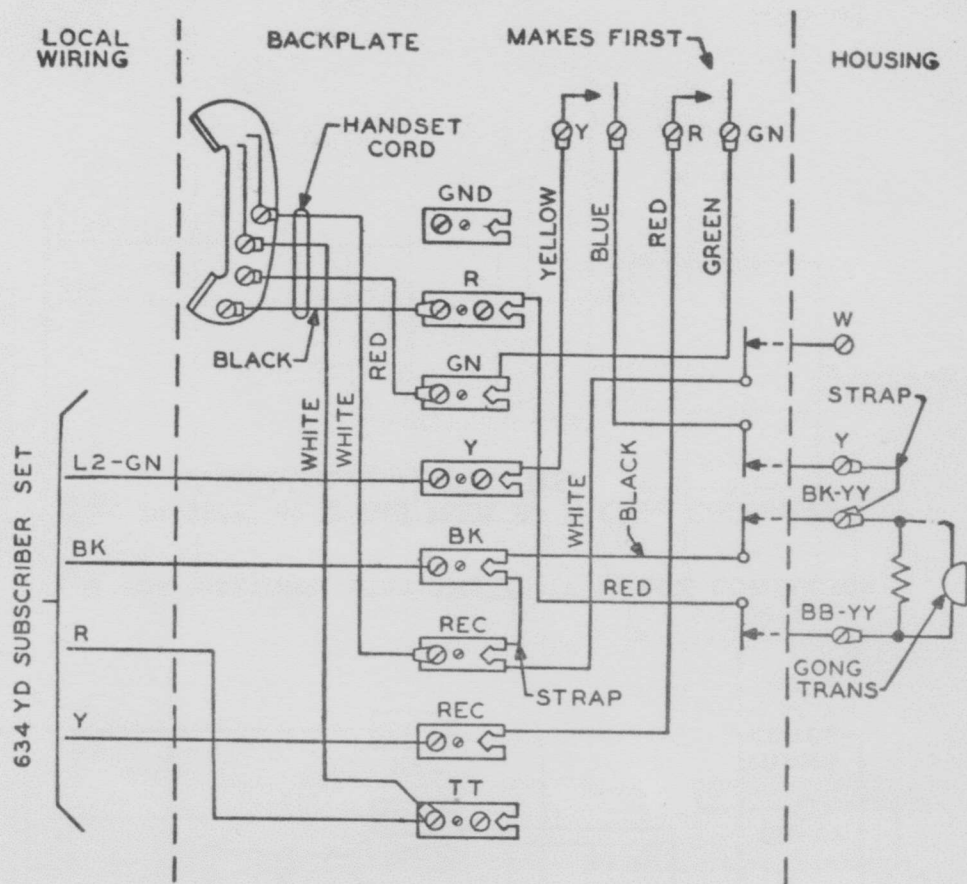 LOCAL
WIRING
BACKPLATE
MAKES FIRST
HOUSING
HANDSET
CORD
Y
R
GN
GND
YELLOW
BLUE
RED
GREEN
R
W
BLACK
RED
GN
STRAP
WHITE
WHITE
Y
WHITE
BLACK
Y
L2-GN
BK-YY
BK
BK
RED
BB-YY
REC
R
STRAP
GONG
TRANS
REC
Y
TT
634 YD SUBSCRIBER SET